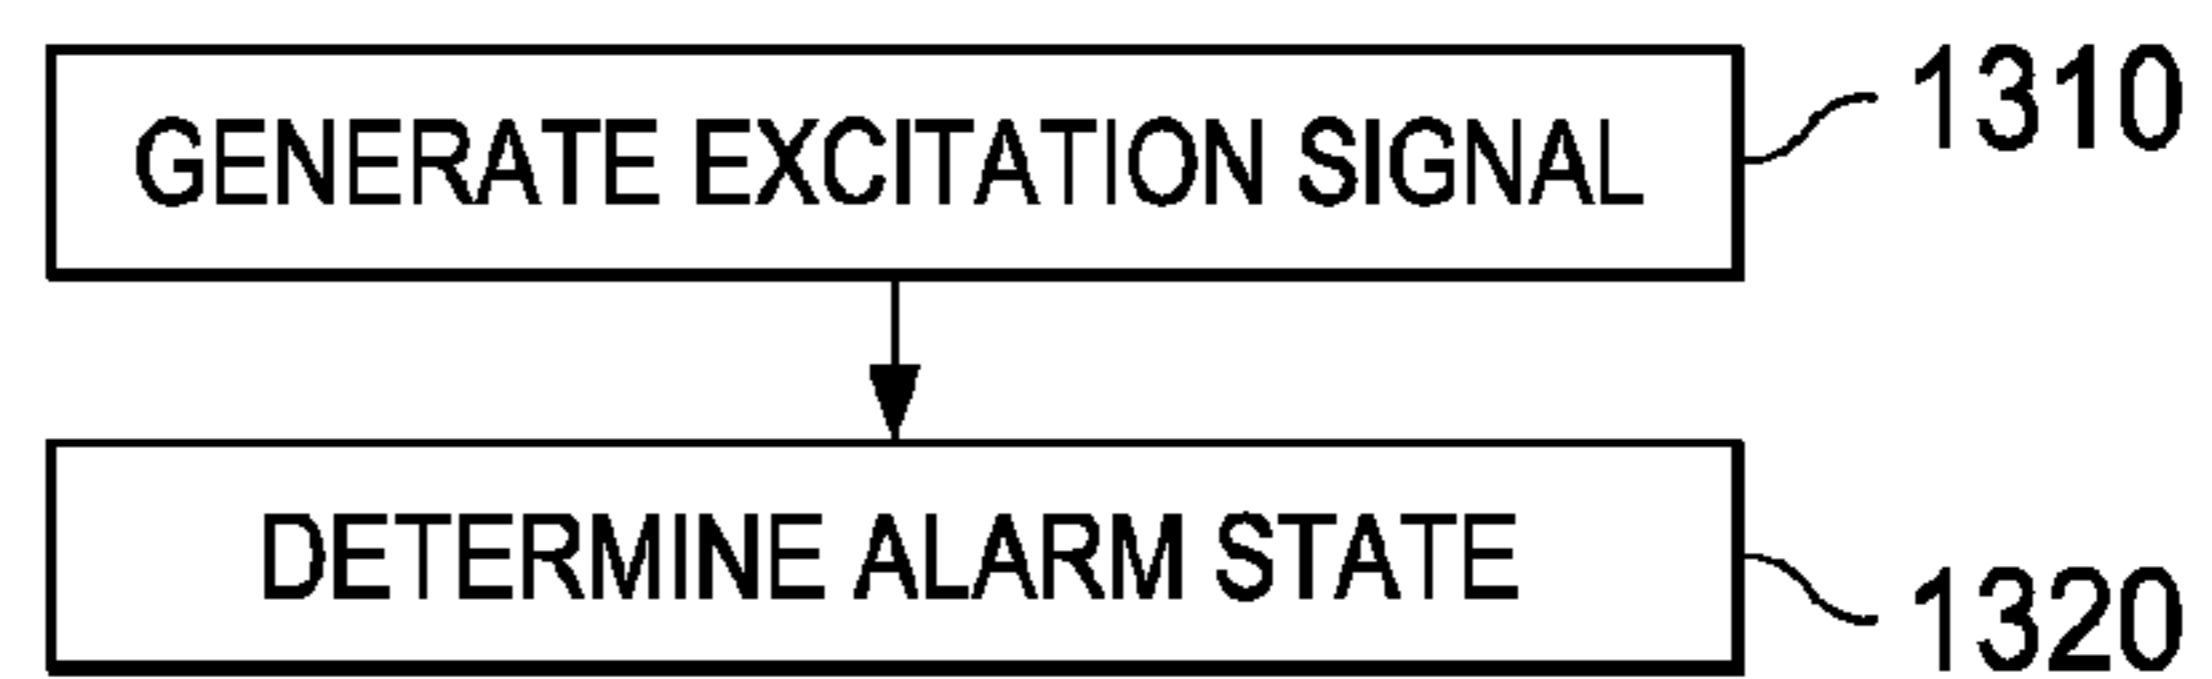 GENERATE EXCITATION SIGNAL
1310
DETERMINE ALARM STATE
1320